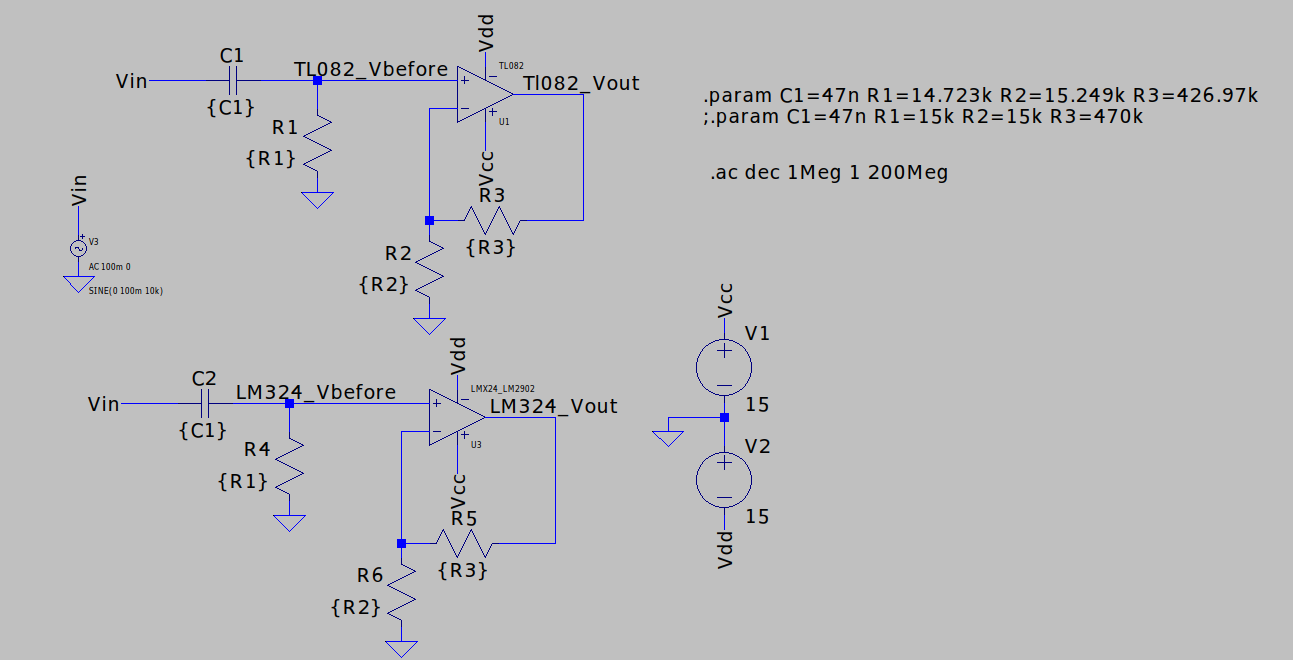 Vdd
C1
TL082_Vbefore
TL082
Vin
Tl082_Vout
{C1}
U1
R1
{R1}
Vcc
R3
{R3}
R2
{R2}
.param C1=47n R1=14.723k R2=15.249k R3=426.97k
;.param C1=47n R1=15k R2=15k R3=470k
.ac dec 1Meg 1 200Meg
Vin
V3
AC 100m 0
SINE(0 100m 10k)
Vdd
C2
LM324_Vbefore
LMX24_LM2902
Vin
LM324_Vout
{C1}
U3
R4
{R1}
Vcc
R5
{R3}
R6
{R2}
Vcc
V1
15
V2
15
Vdd